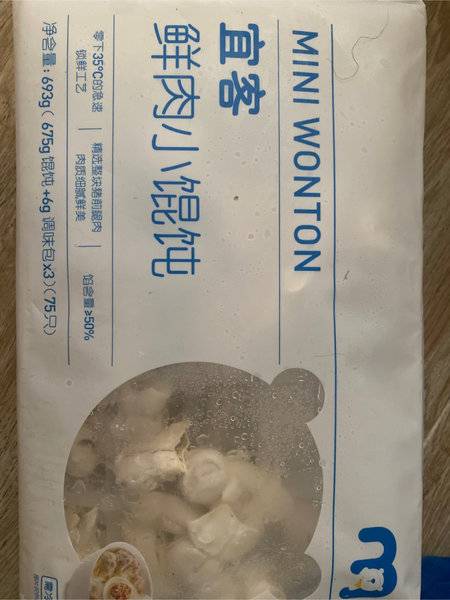 MINI WONTON
宜客
鲜肉小馄饨
零下35℃的急速
锁鲜工艺
精选整块猪前腿肉
肉质细腻鲜美
馅含量≥50%
净含量：693g（675g馄饨+6g调味包x3）（75只）